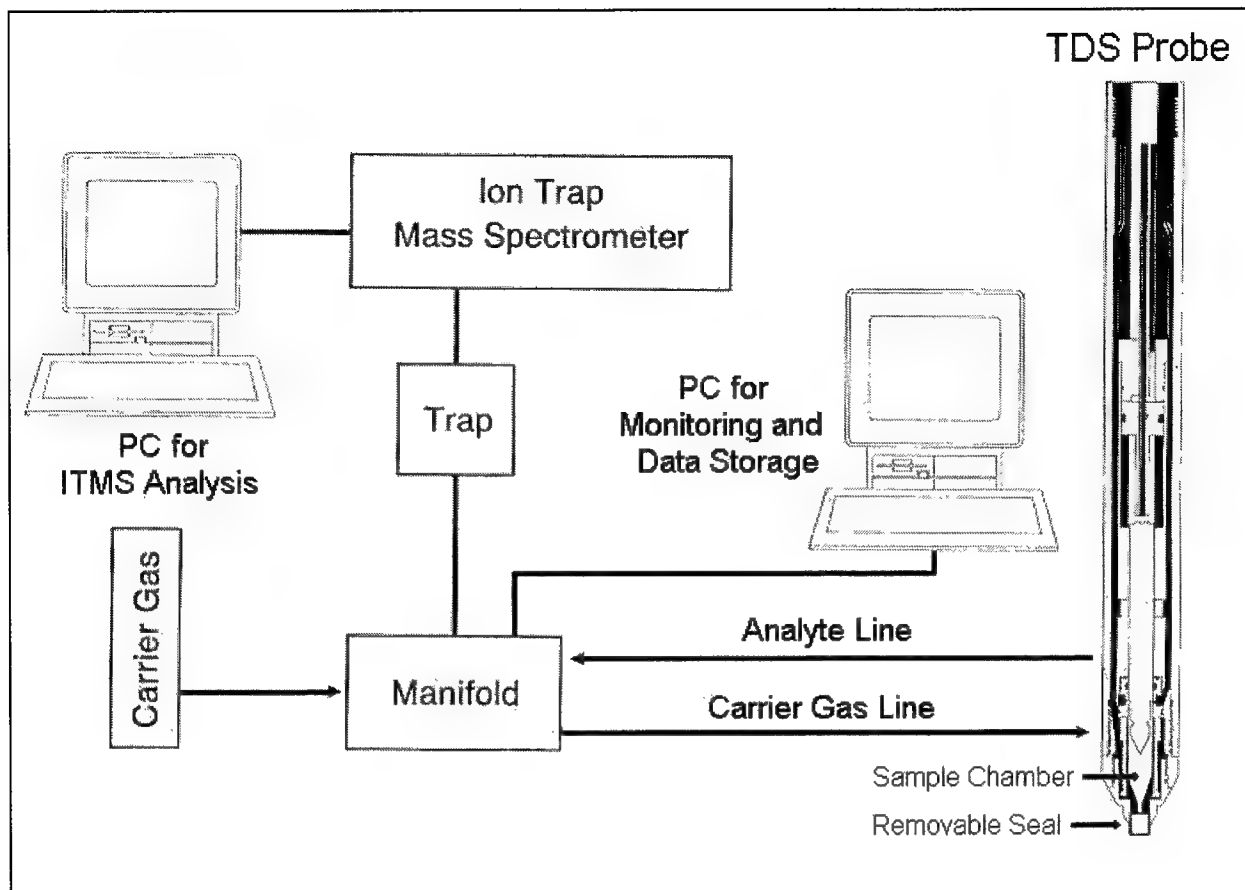 TDS Probe
Ion Trap
Mass Spectrometer
Trap
PC for
ITMS Analysis
PC for
Monitoring and
Data Storage
Carrier Gas
Manifold
Analyte Line
Carrier Gas Line
Sample Chamber
Removable Seal